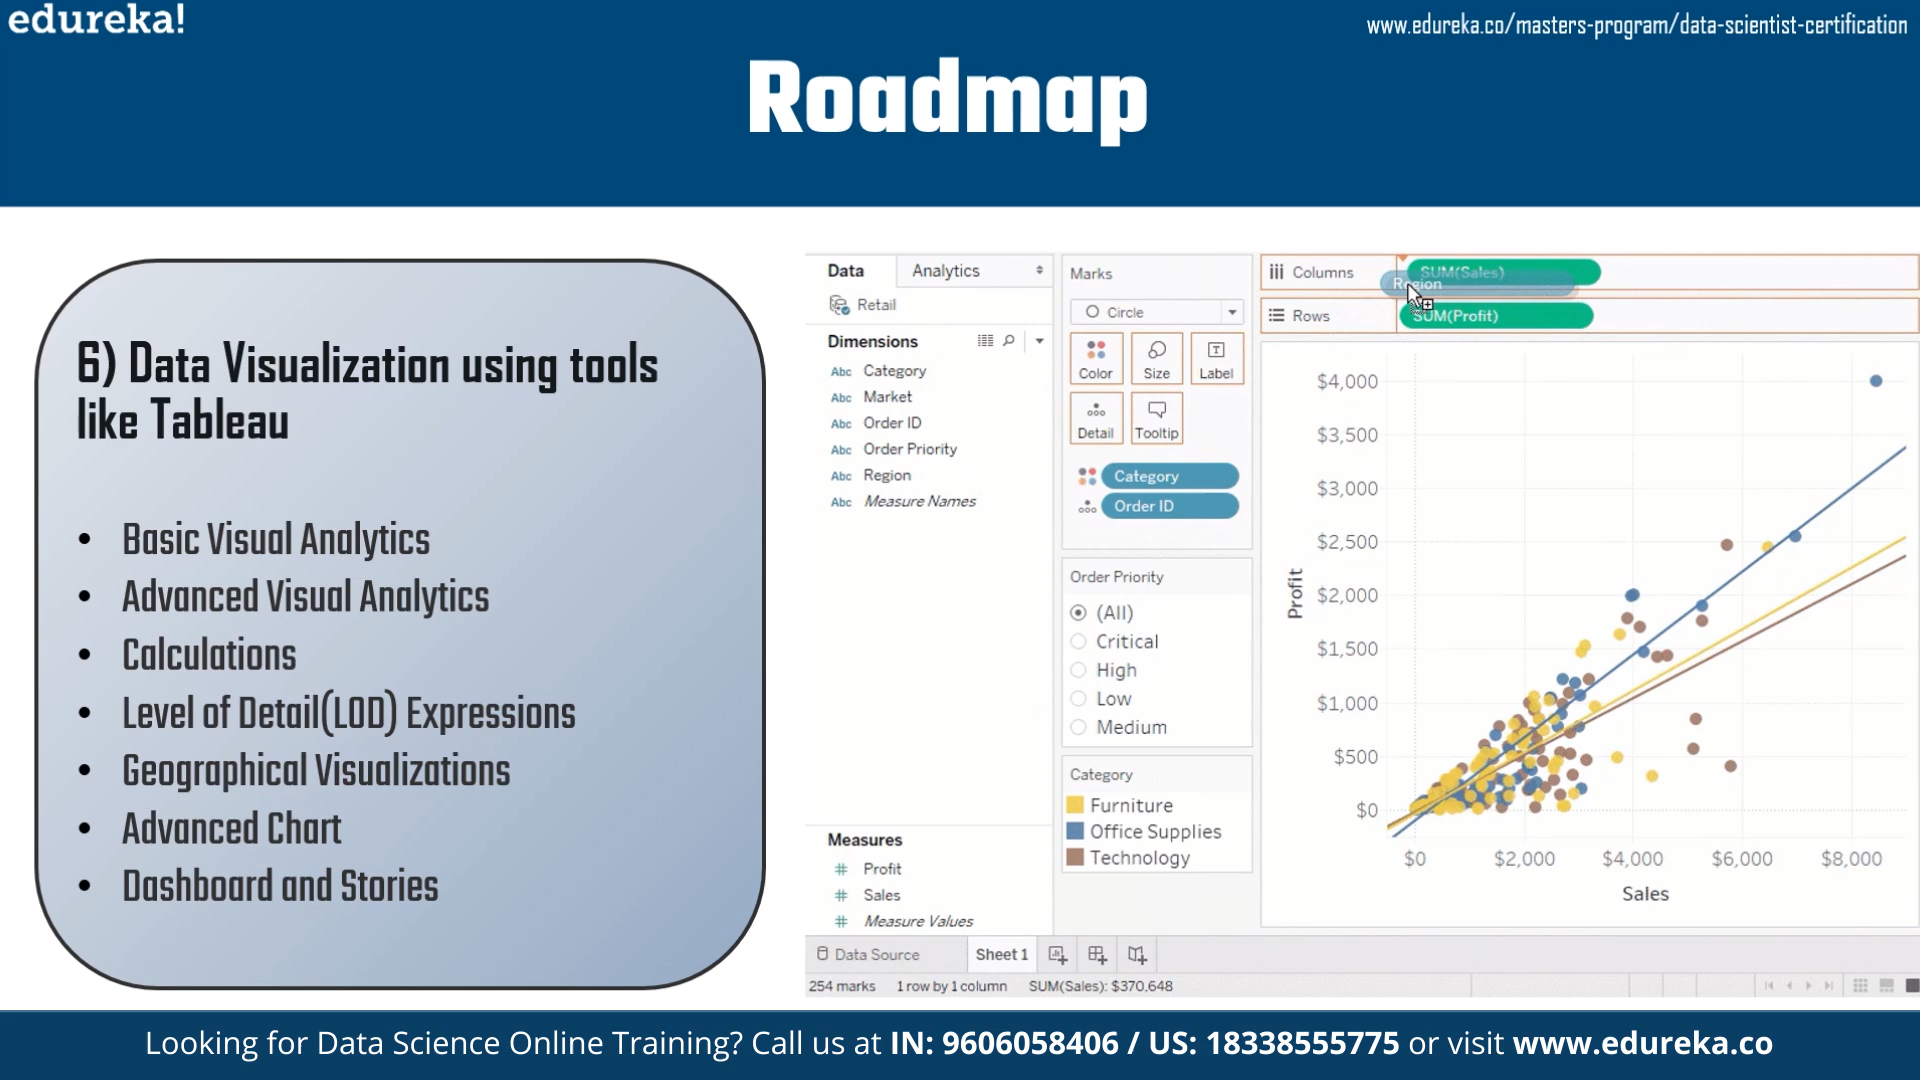 edureka!
www.edureka.co/masters-program/data-scientist-certification
Roadmap
6) Data Visualization using tools
like Tableau
• Basic Visual Analytics
• Advanced Visual Analytics
• Calculations
• Level of Detail(LOD) Expressions
• Geographical Visualizations
• Advanced Chart
• Dashboard and Stories
Data
Analytics
Retail
Dimensions
Abc Category
Abc Market
Abc Order ID
Abc Order Priority
Abc Region
Abc Measure Names
Measures
# Profit
# Sales
# Measure Values
Marks
Circle
Color Size Label
Detail Tooltip
Category
Order ID
Order Priority
(All)
Critical
High
Low
Medium
Category
Furniture
Office Supplies
Technology
Columns SUM(Sales)
Region
Rows SUM(Profit)
Profit
$4,000
$3,500
$3,000
$2,500
$2,000
$1,500
$1,000
$500
$0
$0 $2,000 $4,000 $6,000 $8,000
Sales
Data Source Sheet 1
254 marks 1 row by 1 column SUM(Sales): $370,648
Looking for Data Science Online Training? Call us at IN: 9606058406 / US: 18338555775 or visit www.edureka.co